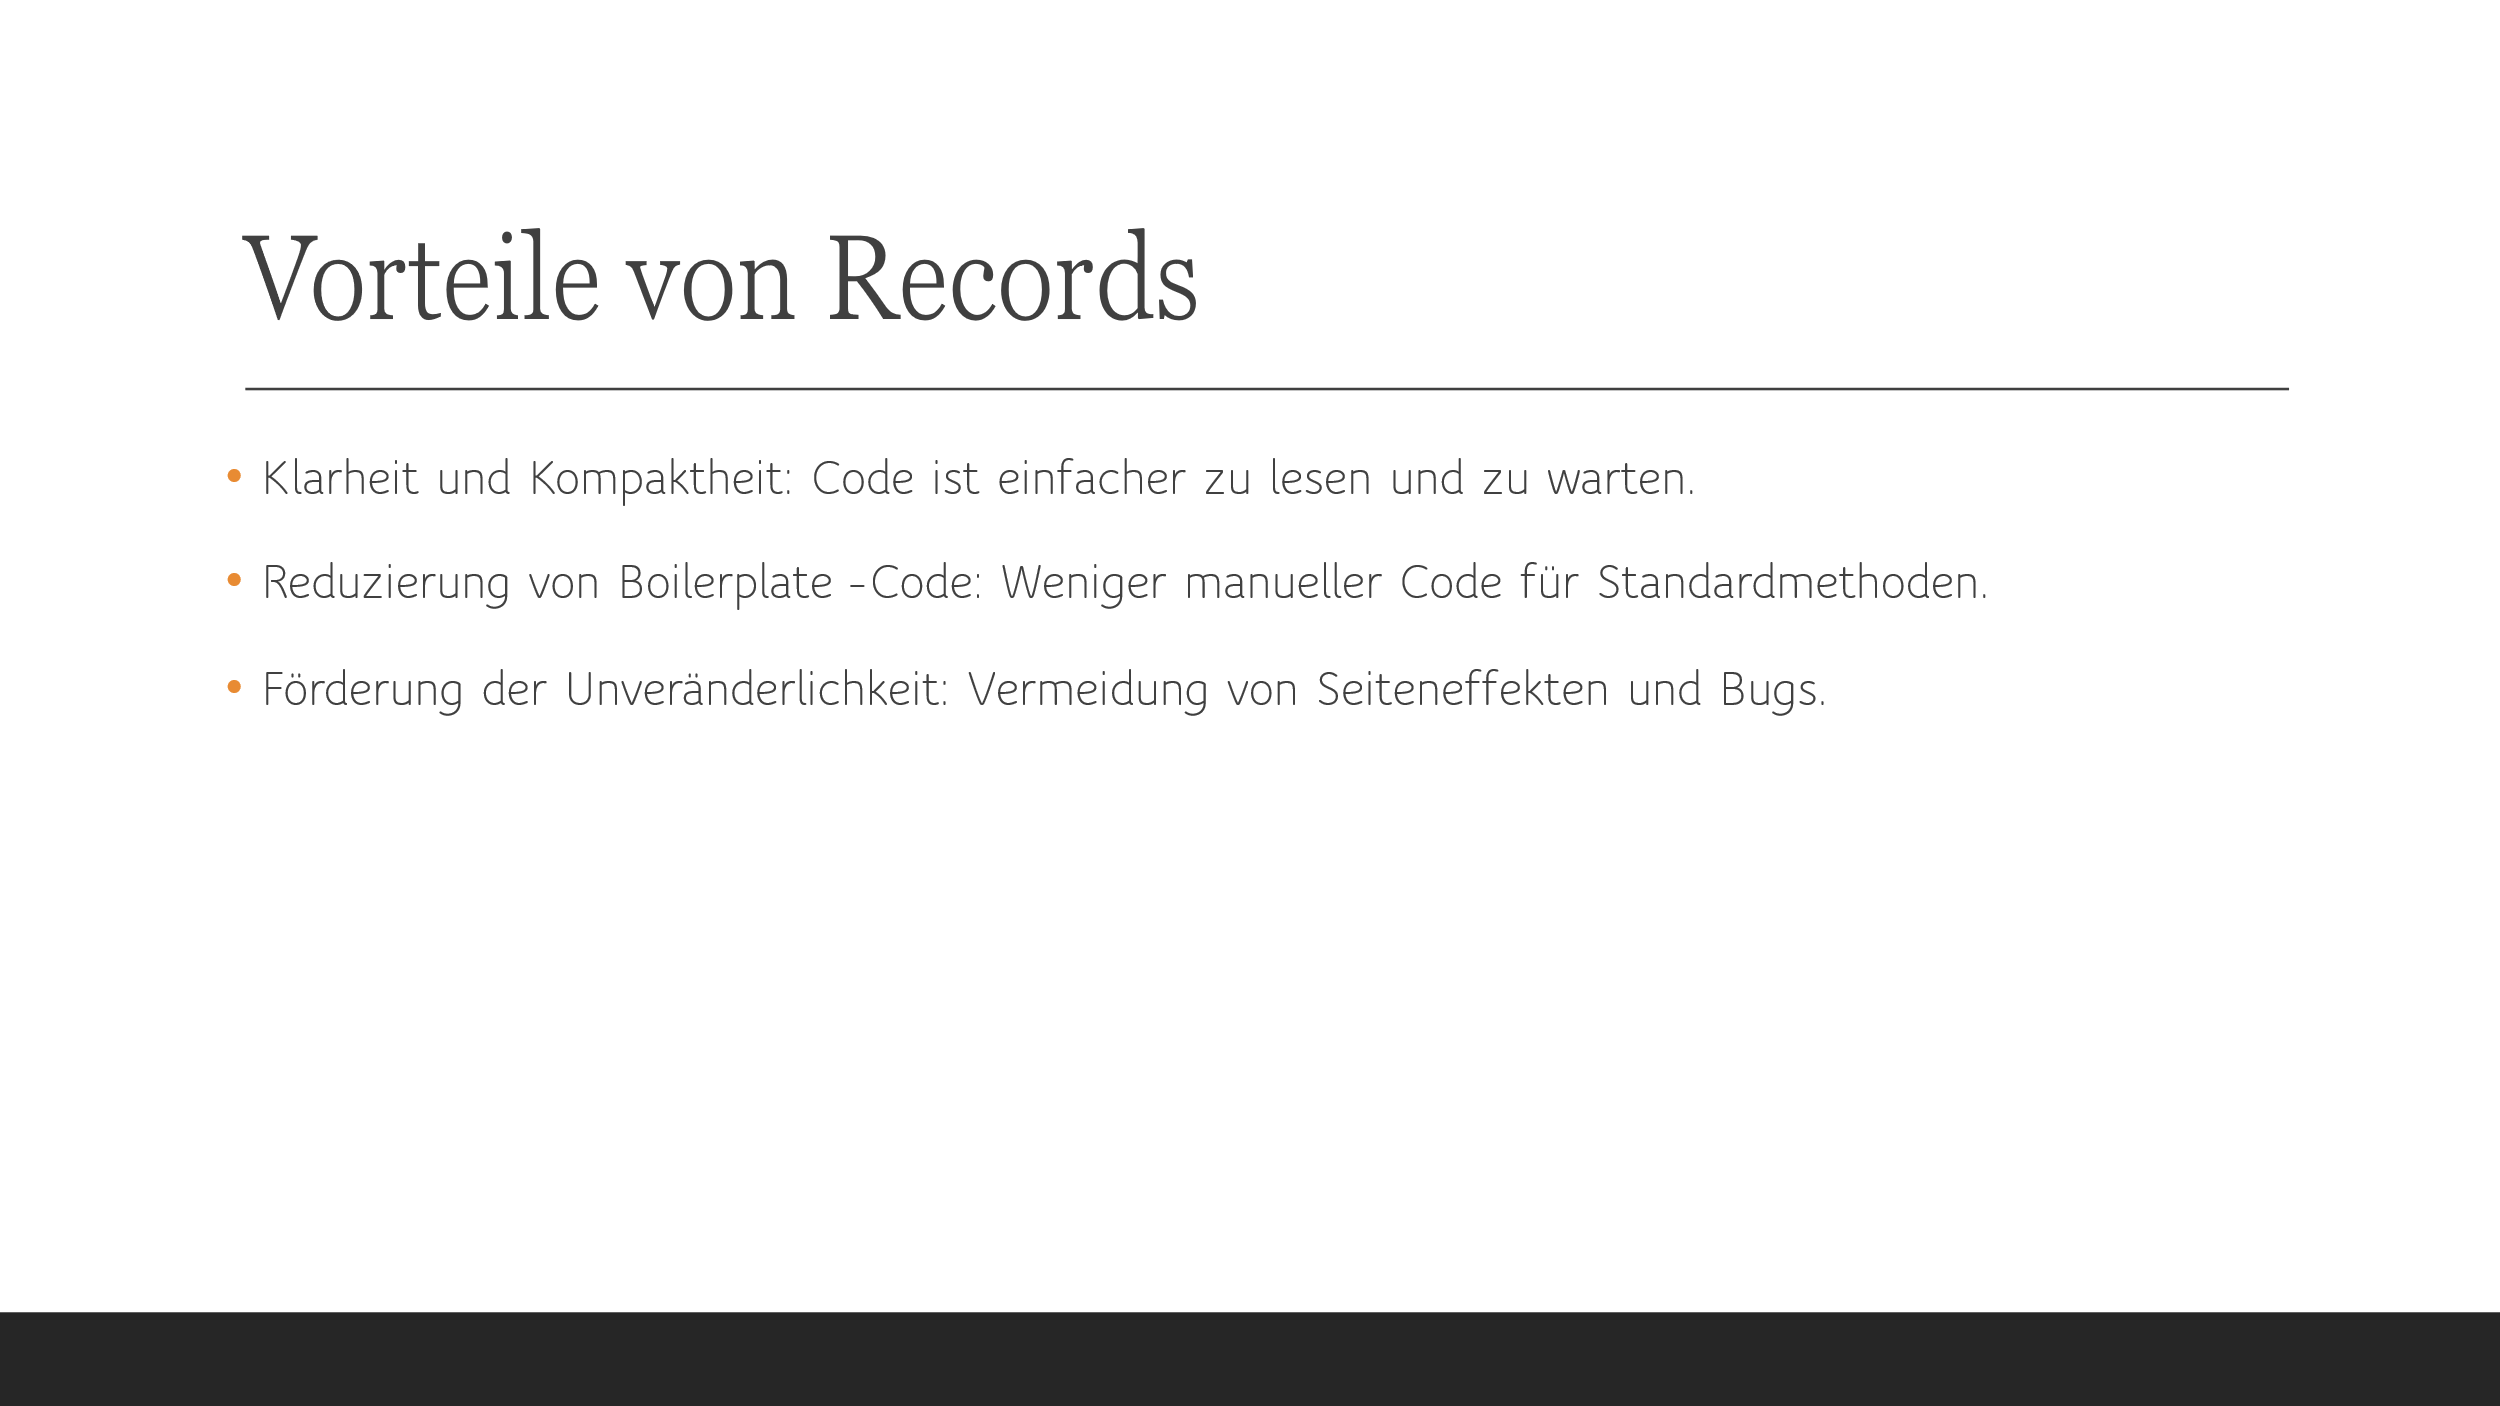 Vorteile von Records
• Klarheit und Kompaktheit: Code ist einfacher zu lesen und zu warten.
• Reduzierung von Boilerplate -Code: Weniger manueller Code für Standardmethoden.
• Förderung der Unveränderlichkeit: Vermeidung von Seiteneffekten und Bugs.